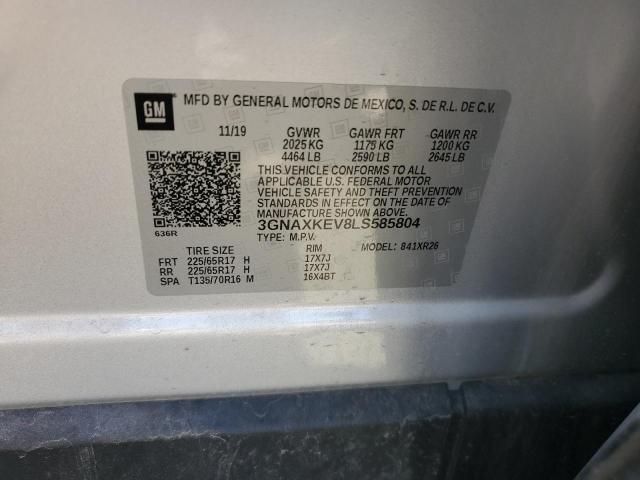 GM
MFD BY GENERAL MOTORS DE MEXICO, S. DE R.L. DE C.V.
11/19 GVWR GAWR FRT GAWR RR
2025 KG 1175 KG 1200 KG
4464 LB 2590 LB 2645 LB
THIS VEHICLE CONFORMS TO ALL
APPLICABLE U.S. FEDERAL MOTOR
VEHICLE SAFETY AND THEFT PREVENTION
STANDARDS IN EFFECT ON THE DATE OF
MANUFACTURE SHOWN ABOVE.
3GNAXKEV8LS585804
636R TYPE: M.P.V. MODEL: 841XR26
TIRE SIZE RIM
FRT 225/65R17 H 17X7J
RR 225/65R17 H 17X7J
SPA T135/70R16 M 16X4BT